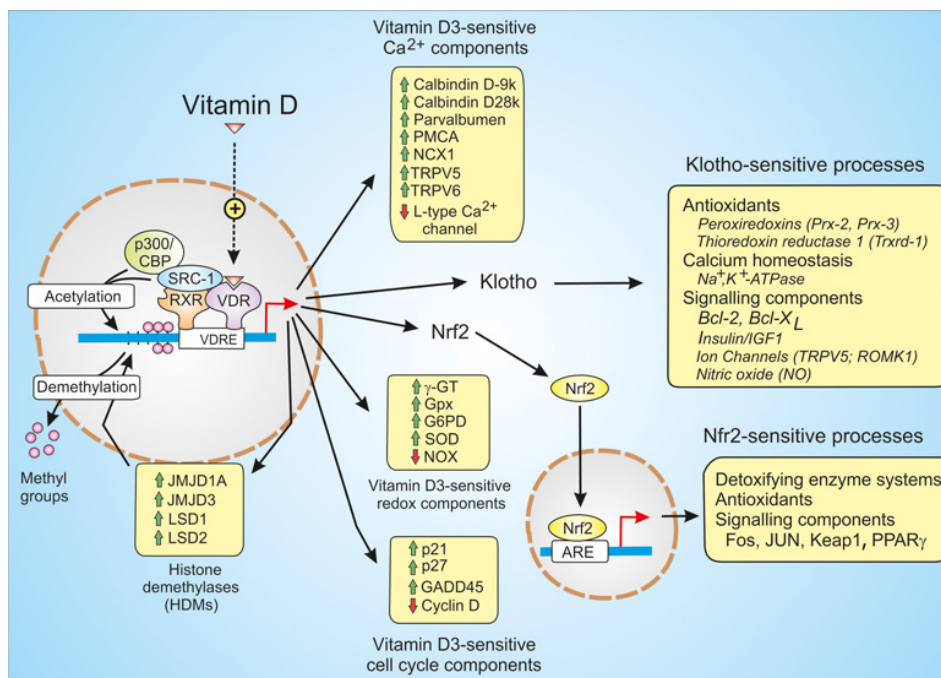 Vitamin D3-sensitive
Ca2+ components
Calbindin D-9k
Calbindin D28k
Parvalbumen
PMCA
NCX1
TRPV5
TRPV6
L-type Ca2+
channel
Vitamin D
+
p300/
CBP
SRC-1
RXR
VDR
Acetylation
VDRE
Demethylation
Methyl
groups
JMJD1A
JMJD3
LSD1
LSD2
Histone
demethylases
(HDMs)
Klotho
Nrf2
γ-GT
Gpx
G6PD
SOD
NOX
Vitamin D3-sensitive
redox components
p21
p27
GADD45
Cyclin D
Vitamin D3-sensitive
cell cycle components
Nrf2
Nrf2
ARE
Klotho-sensitive processes
Antioxidants
Peroxiredoxins (Prx-2, Prx-3)
Thioredoxin reductase 1 (Trxrd-1)
Calcium homeostasis
Na+,K+-ATPase
Signalling components
Bcl-2, Bcl-XL
Insulin/IGF1
Ion Channels (TRPV5; ROMK1)
Nitric oxide (NO)
Nfr2-sensitive processes
Detoxifying enzyme systems
Antioxidants
Signalling components
Fos, JUN, Keap1, PPARγ